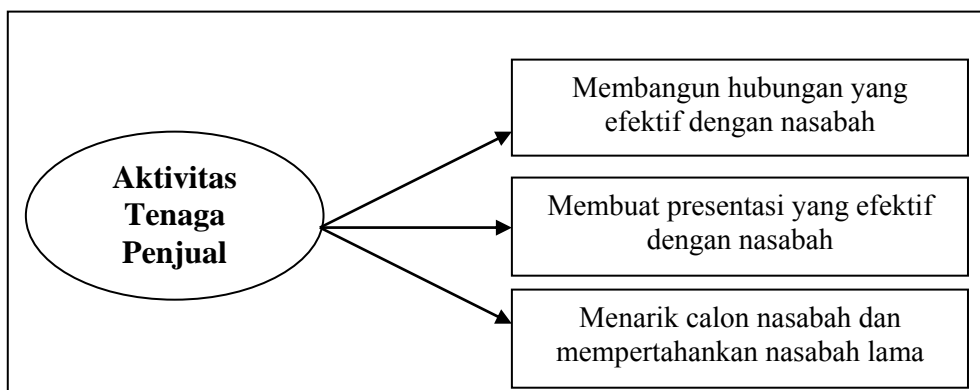 Membangun hubungan yang
efektif dengan nasabah
Aktivitas
Tenaga
Penjual
Membuat presentasi yang efektif
dengan nasabah
Menarik calon nasabah dan
mempertahankan nasabah lama